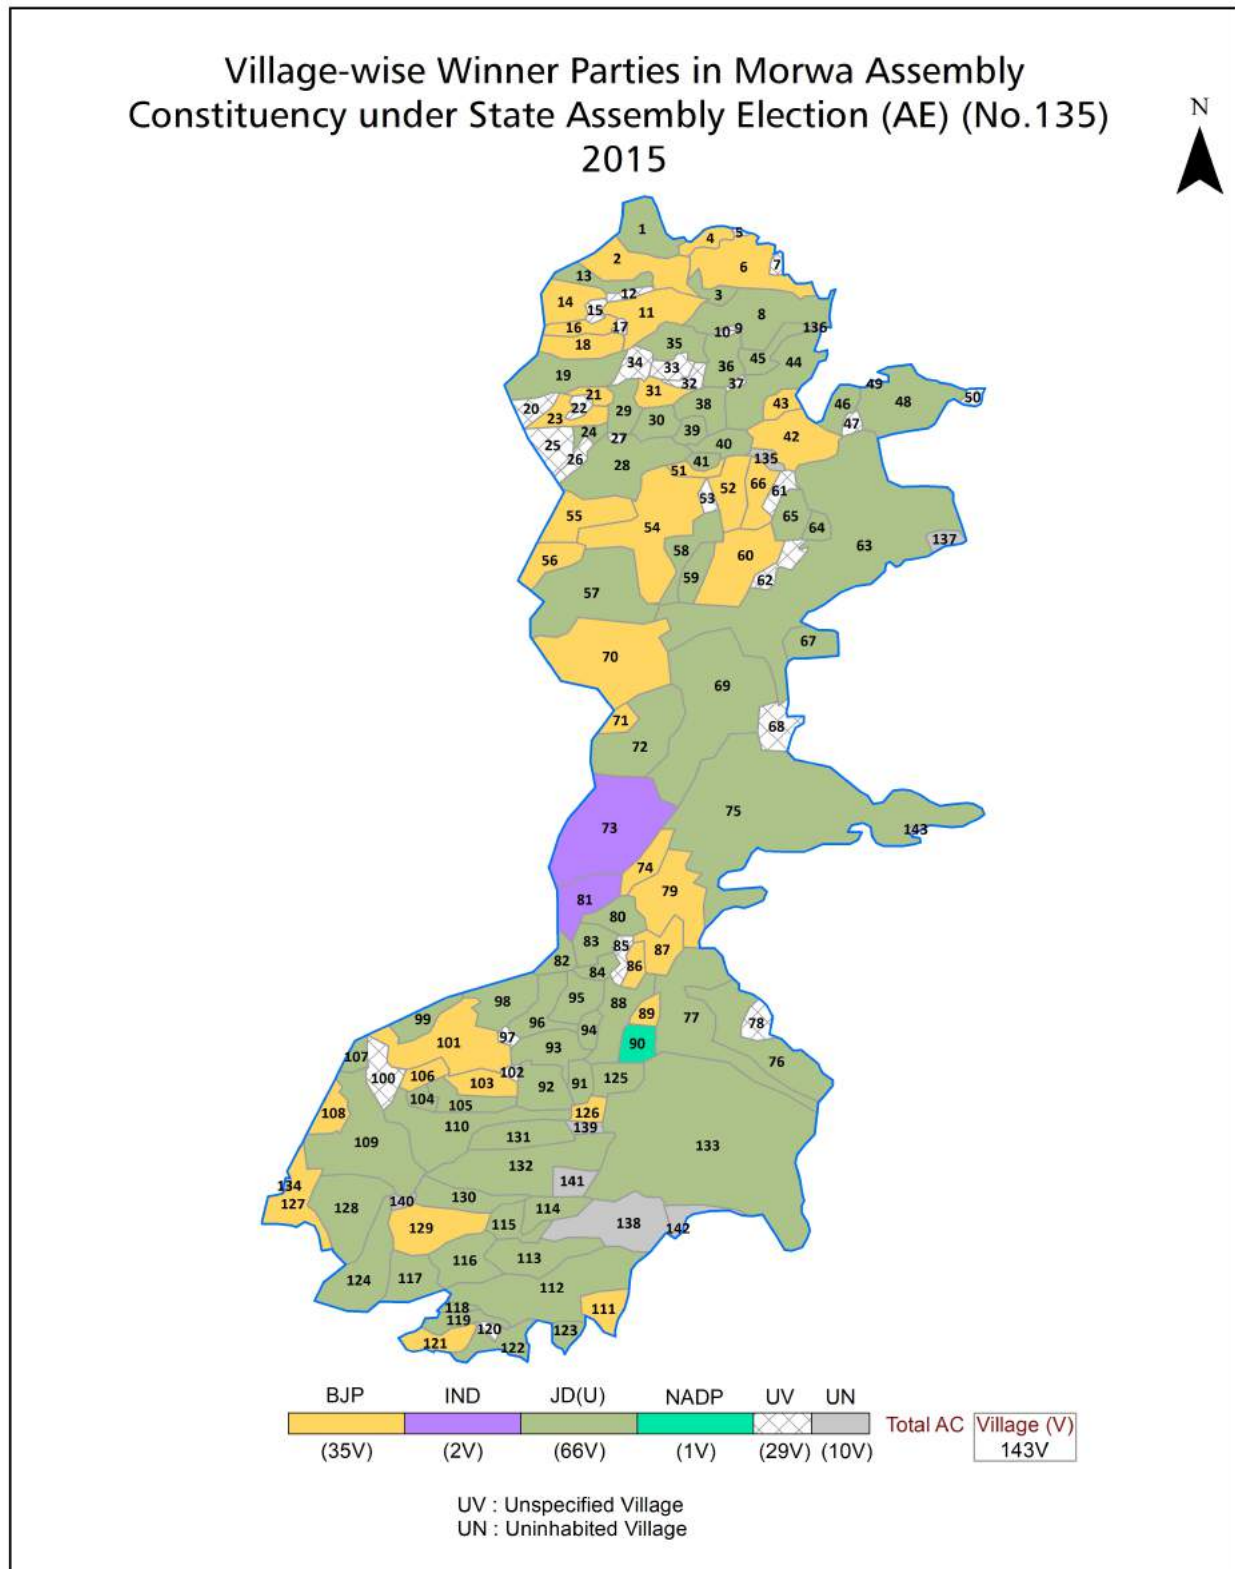 Village-wise Winner Parties in Morwa Assembly
Constituency under State Assembly Election (AE) (No.135)
2015
N
1
4 5
2 6 7
13
12 3
14 15 11 8
16 17 10 9 136
18 35
34 33 36 45 44
19 32 37 49
21 31 50
20 22 29 38 43 46 48
23 30 47
24 27 39 42
25 40
26 28 41 135
51 52 66 61
53
55 54 65 64
58 63 137
56 60
59 62
57
67
70
69
71 68
72
75
73 143
74
79
81
80
83 85 87
82 84 86
98 95 88
99 96 89 77 78
101 97 94
107 93 90
106 102 76
100 103 92 91 125
104 105
108 126
110 139
109 131 133
132
134 141
127 128 140 130 114
129 115 138 142
116 113
124 117 112
118 111
119 120 123
121 122
BJP IND JD(U) NADP UV UN
Total AC Village (V)
(35V) (2V) (66V) (1V) (29V) (10V) 143V
UV : Unspecified Village
UN : Uninhabited Village